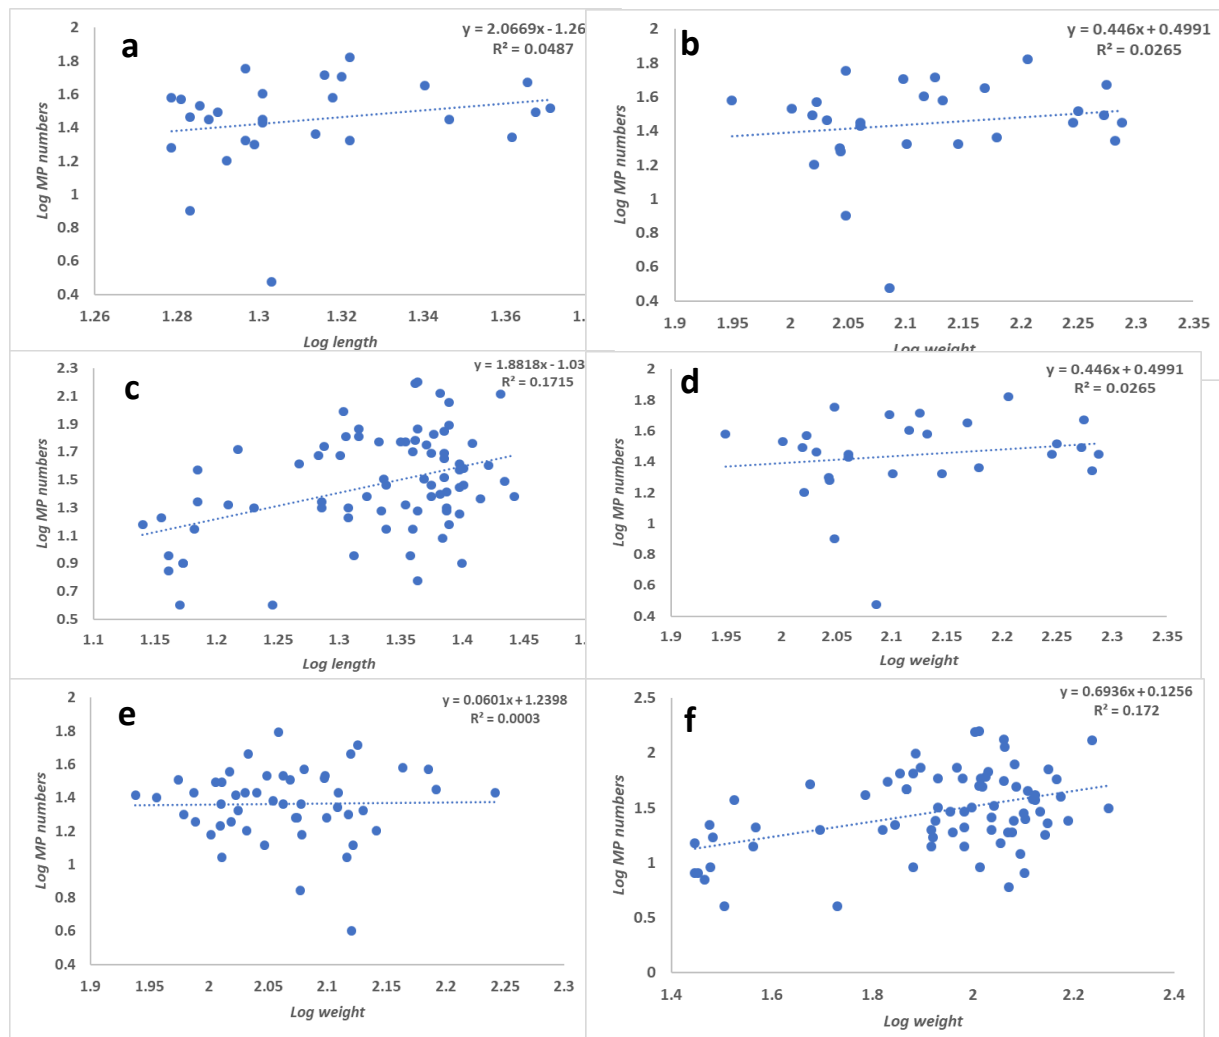 a
y = 2.0669x - 1.26
R² = 0.0487
2
1.8
1.6
1.4
1.2
1
0.8
0.6
0.4
Log MP numbers
1.26 1.28 1.3 1.32 1.34 1.36 1.
Log length
b
y = 0.446x + 0.4991
R² = 0.0265
2
1.8
1.6
1.4
1.2
1
0.8
0.6
0.4
Log MP numbers
1.9 1.95 2 2.05 2.1 2.15 2.2 2.25 2.3 2.35
Log weight
c
y = 1.8818x - 1.03
R² = 0.1715
2.3
2.1
1.9
1.7
1.5
1.3
1.1
0.9
0.7
0.5
Log MP numbers
1.1 1.15 1.2 1.25 1.3 1.35 1.4 1.45 1.
Log length
d
y = 0.446x + 0.4991
R² = 0.0265
2
1.8
1.6
1.4
1.2
1
0.8
0.6
0.4
Log MP numbers
1.9 1.95 2 2.05 2.1 2.15 2.2 2.25 2.3 2.35
Log weight
e
y = 0.0601x + 1.2398
R² = 0.0003
2
1.8
1.6
1.4
1.2
1
0.8
0.6
0.4
Log MP numbers
1.9 1.95 2 2.05 2.1 2.15 2.2 2.25 2.3
Log weight
f
y = 0.6936x + 0.1256
R² = 0.172
2.5
2
1.5
1
0.5
0
Log MP numbers
1.4 1.6 1.8 2 2.2 2.4
Log weight